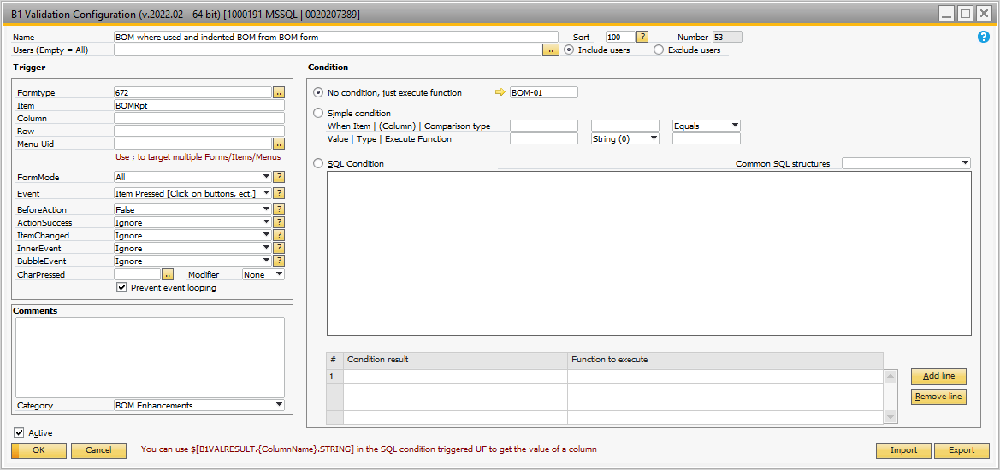 B1 Validation Configuration (v.2022.02 - 64 bit) [1000191 MSSQL | 0020207389]
Name BOM where used and indented BOM from BOM form Sort 100 ? Number 53 ?
Users (Empty = All) .. Include users Exclude users
Trigger
Formtype 672 ..
Item BOMRpt
Column
Row
Menu Uid ..
Use ; to target multiple Forms/Items/Menus
FormMode All ?
Event Item Pressed [Click on buttons, ect.] ?
BeforeAction False ?
ActionSuccess Ignore ?
ItemChanged Ignore ?
InnerEvent Ignore ?
BubbleEvent Ignore ?
CharPressed .. Modifier None
Prevent event looping
Comments
Category BOM Enhancements
Condition
No condition, just execute function BOM-01
Simple condition
When Item | (Column) | Comparison type Equals
Value | Type | Execute Function String (0)
SQL Condition Common SQL structures
# Condition result Function to execute
1
Add line
Remove line
Active
OK Cancel You can use $[B1VALRESULT.{ColumnName}.STRING] in the SQL condition triggered UF to get the value of a column Import Export